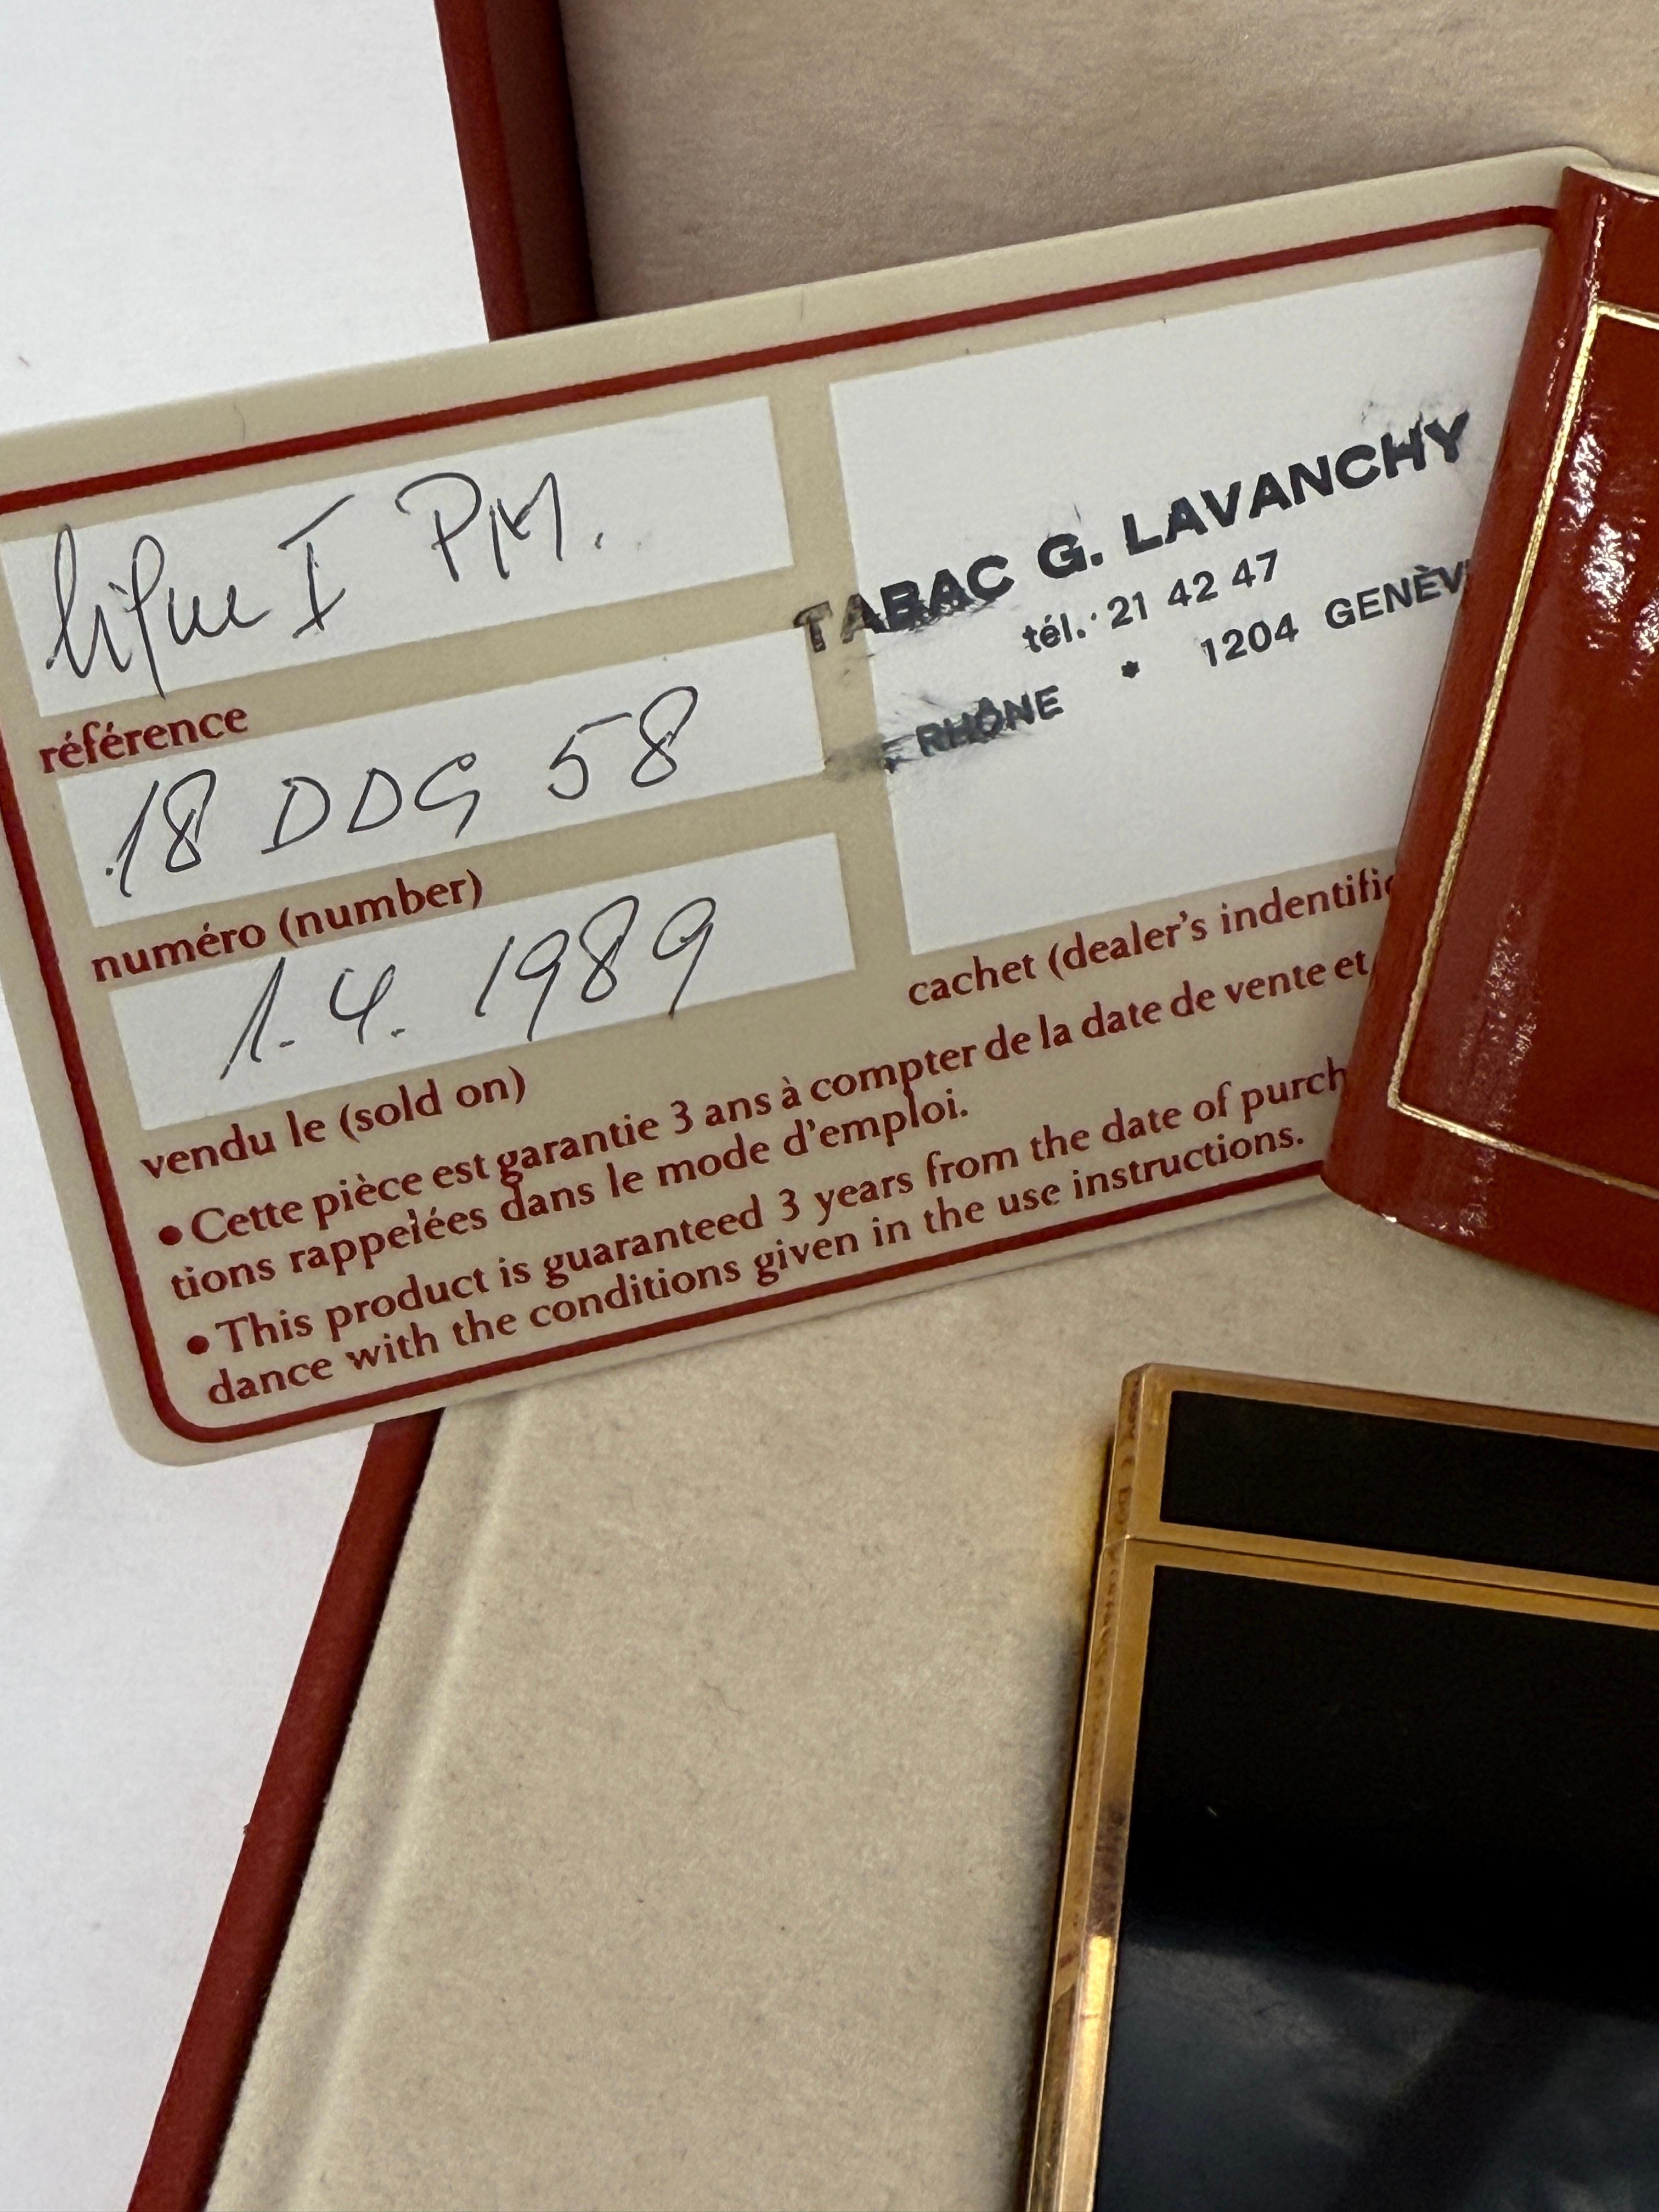 ligne I PM.
référence
18 DDG 58
numéro (number)
1.4. 1989
vendu le (sold on)
TABAC G. LAVANCHY
tél. 21 42 47
RHÔNE * 1204 GENÈV
cachet (dealer's indentific
• Cette pièce est garantie 3 ans à compter de la date de vente et
tions rappelées dans le mode d'emploi.
• This product is guaranteed 3 years from the date of purch
dance with the conditions given in the use instructions.